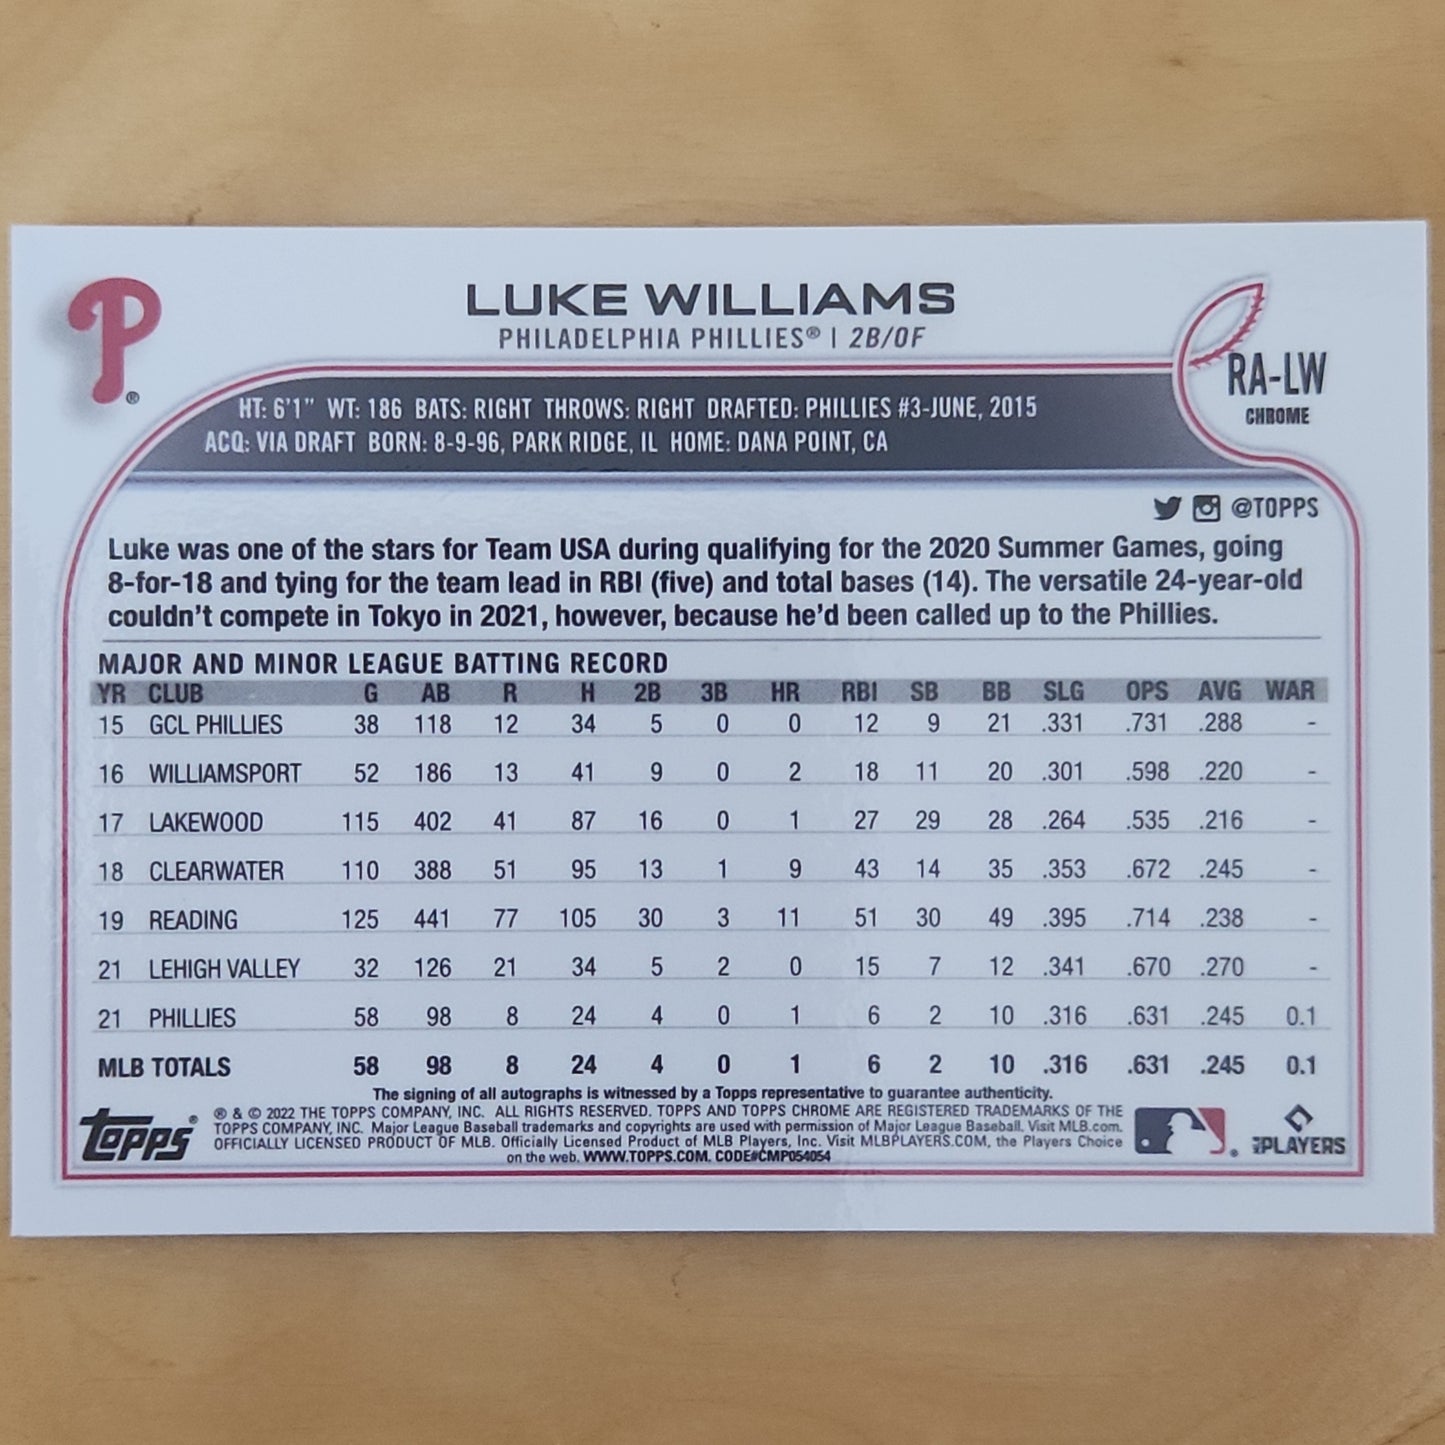 P
®
LUKE WILLIAMS
PHILADELPHIA PHILLIES® | 2B/OF
RA-LW
CHROME
HT: 6'1" WT: 186 BATS: RIGHT THROWS: RIGHT DRAFTED: PHILLIES #3-JUNE, 2015
ACQ: VIA DRAFT BORN: 8-9-96, PARK RIDGE, IL HOME: DANA POINT, CA
@TOPPS
Luke was one of the stars for Team USA during qualifying for the 2020 Summer Games, going
8-for-18 and tying for the team lead in RBI (five) and total bases (14). The versatile 24-year-old
couldn't compete in Tokyo in 2021, however, because he'd been called up to the Phillies.
MAJOR AND MINOR LEAGUE BATTING RECORD
YR CLUB G AB R H 2B 3B HR RBI SB BB SLG OPS AVG WAR
15 GCL PHILLIES 38 118 12 34 5 0 0 12 9 21 .331 .731 .288 -
16 WILLIAMSPORT 52 186 13 41 9 0 2 18 11 20 .301 .598 .220 -
17 LAKEWOOD 115 402 41 87 16 0 1 27 29 28 .264 .535 .216 -
18 CLEARWATER 110 388 51 95 13 1 9 43 14 35 .353 .672 .245 -
19 READING 125 441 77 105 30 3 11 51 30 49 .395 .714 .238 -
21 LEHIGH VALLEY 32 126 21 34 5 2 0 15 7 12 .341 .670 .270 -
21 PHILLIES 58 98 8 24 4 0 1 6 2 10 .316 .631 .245 0.1
MLB TOTALS 58 98 8 24 4 0 1 6 2 10 .316 .631 .245 0.1
The signing of all autographs is witnessed by a Topps representative to guarantee authenticity.
® & © 2022 THE TOPPS COMPANY, INC. ALL RIGHTS RESERVED. TOPPS AND TOPPS CHROME ARE REGISTERED TRADEMARKS OF THE
TOPPS COMPANY, INC. Major League Baseball trademarks and copyrights are used with permission of Major League Baseball. Visit MLB.com.
OFFICIALLY LICENSED PRODUCT OF MLB. Officially Licensed Product of MLB Players, Inc. Visit MLBPLAYERS.COM, the Players Choice
on the web. WWW.TOPPS.COM. CODE#CMP054054
Topps®
®
PLAYERS